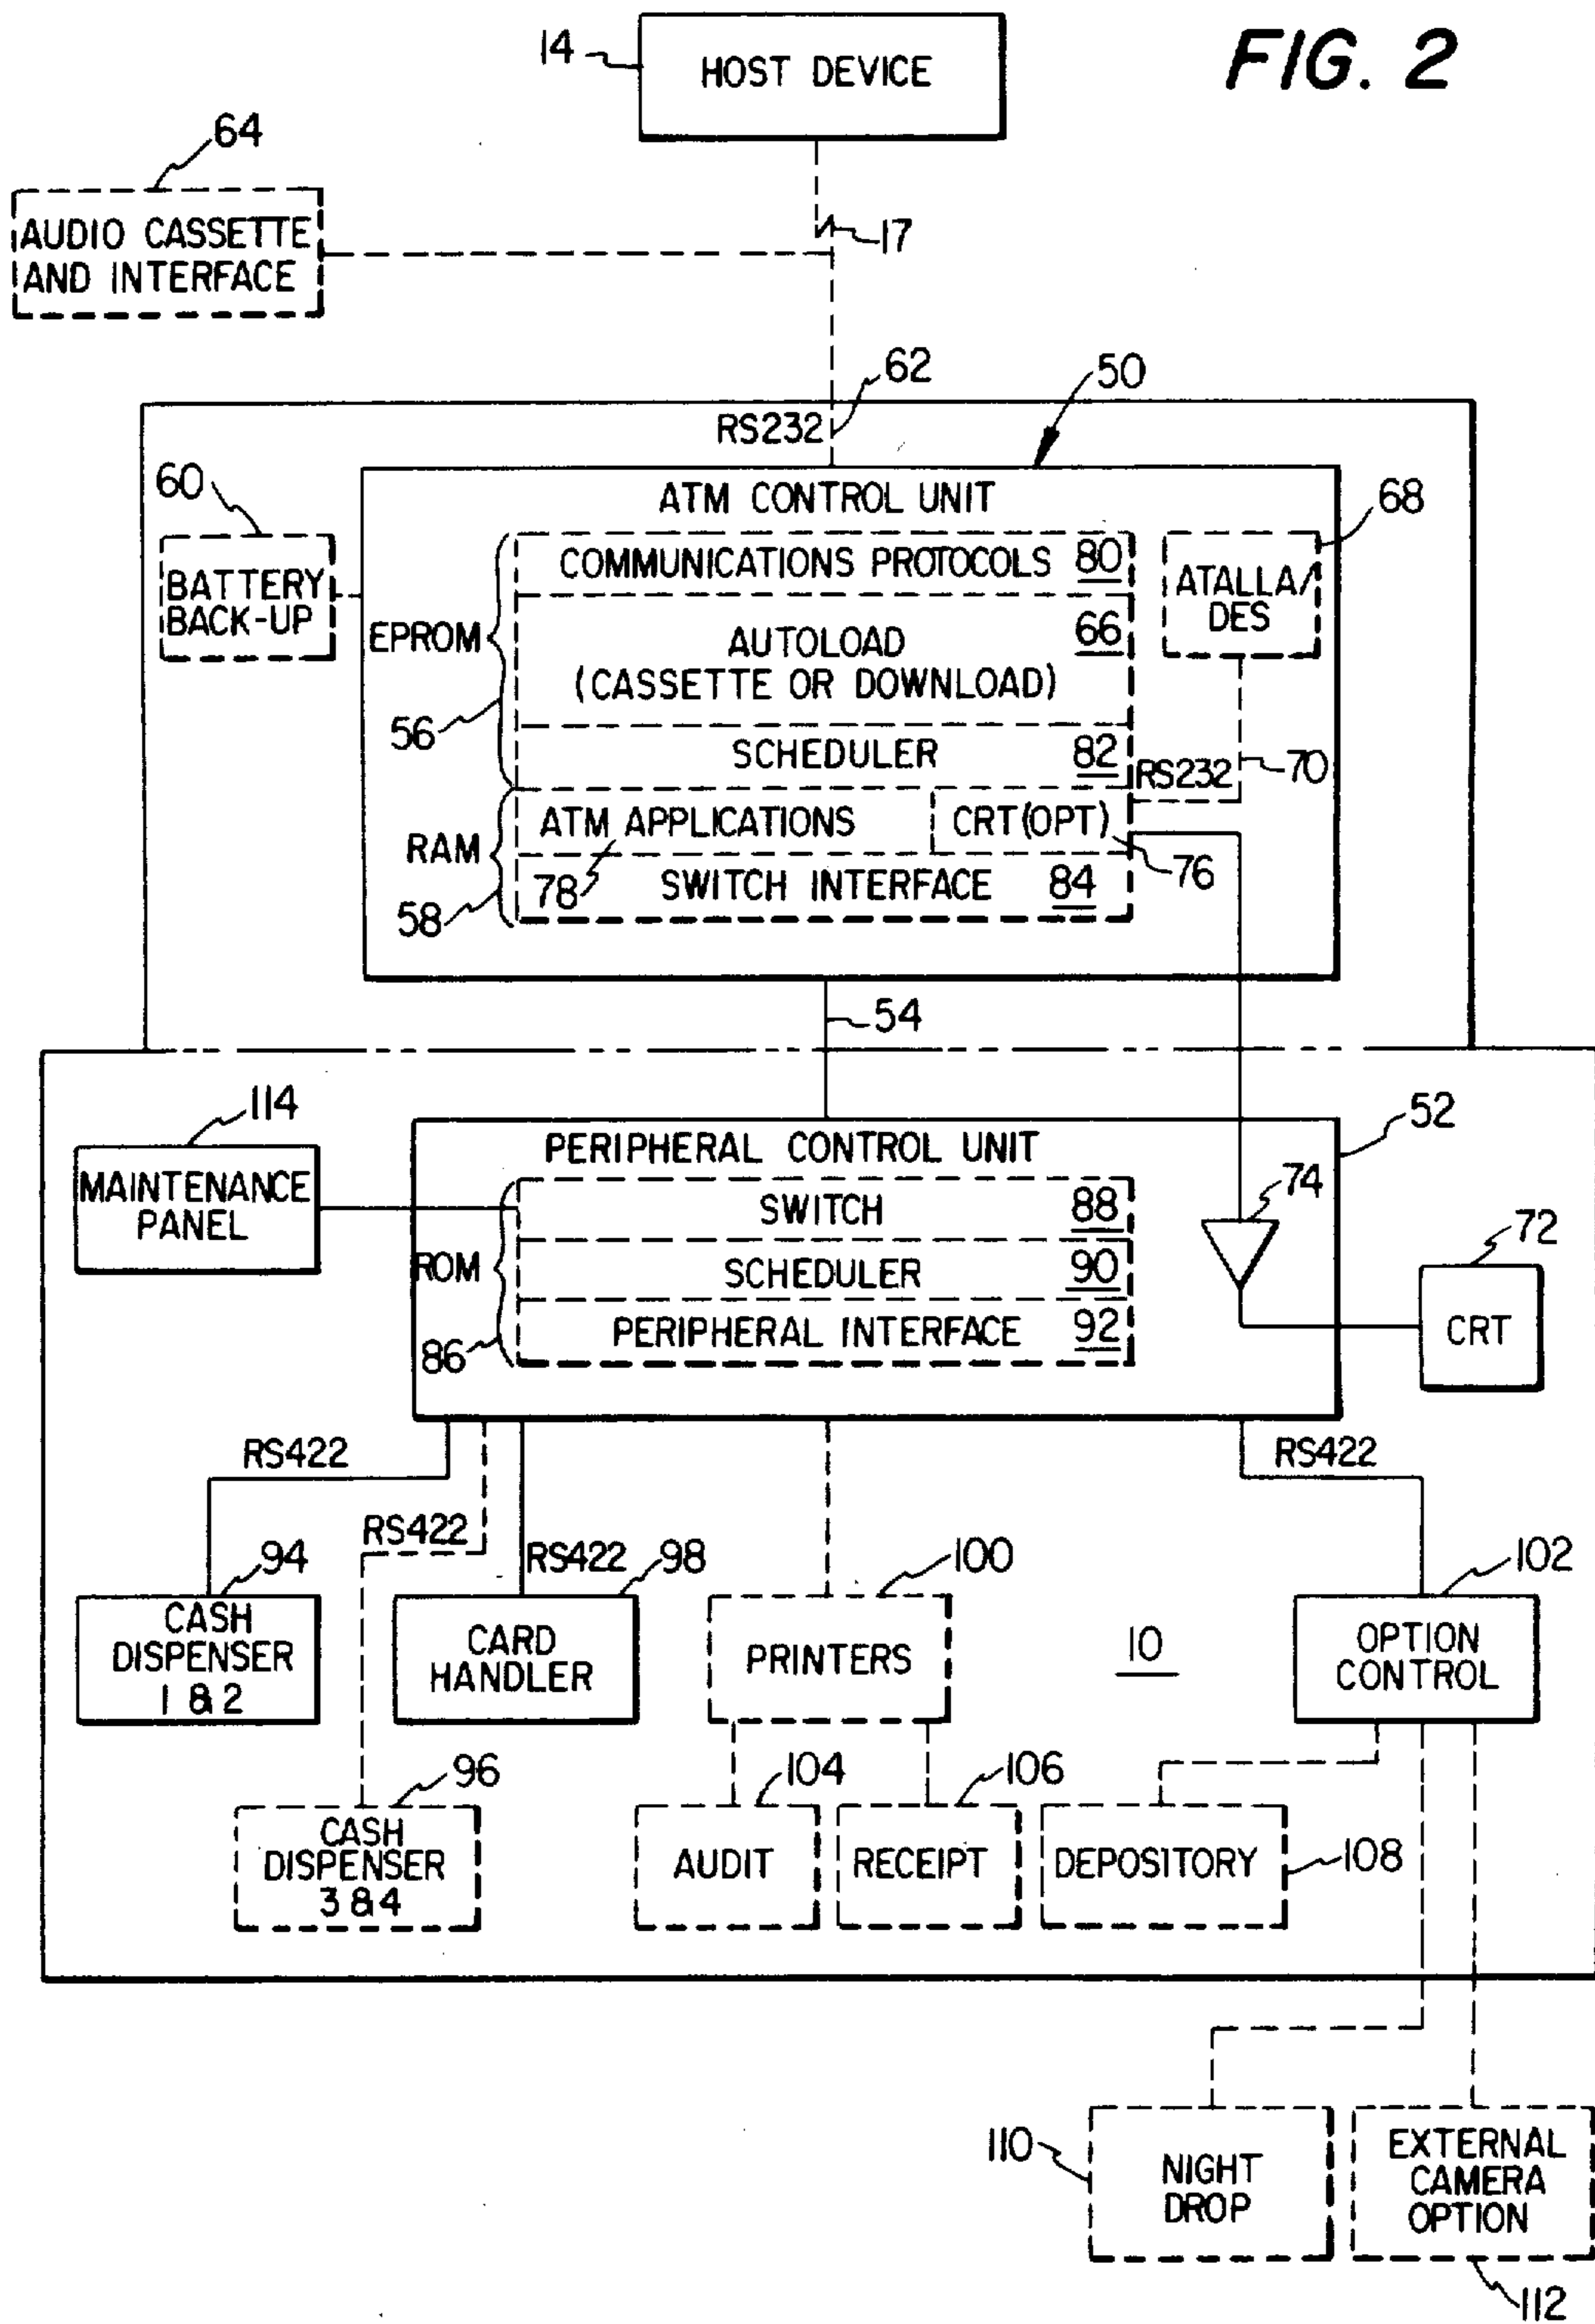 FIG. 2
14
HOST DEVICE
64
AUDIO CASSETTE
AND INTERFACE
17
62
50
RS232
60
68
ATM CONTROL UNIT
BATTERY
BACK-UP
EPROM
COMMUNICATIONS PROTOCOLS 80
ATALLA/
DES
AUTOLOAD 66
(CASSETTE OR DOWNLOAD)
56
SCHEDULER 82
RS232
70
RAM
ATM APPLICATIONS
CRT(OPT)
76
78
SWITCH INTERFACE 84
58
54
114
52
MAINTENANCE
PANEL
PERIPHERAL CONTROL UNIT
SWITCH 88
74
72
ROM
SCHEDULER 90
PERIPHERAL INTERFACE 92
86
CRT
RS422
RS422
RS422
RS422
94
98
100
102
CASH
DISPENSER
1 & 2
CARD
HANDLER
PRINTERS
10
OPTION
CONTROL
96
104
106
CASH
DISPENSER
3 & 4
AUDIT
RECEIPT
DEPOSITORY
108
110
NIGHT
DROP
EXTERNAL
CAMERA
OPTION
112